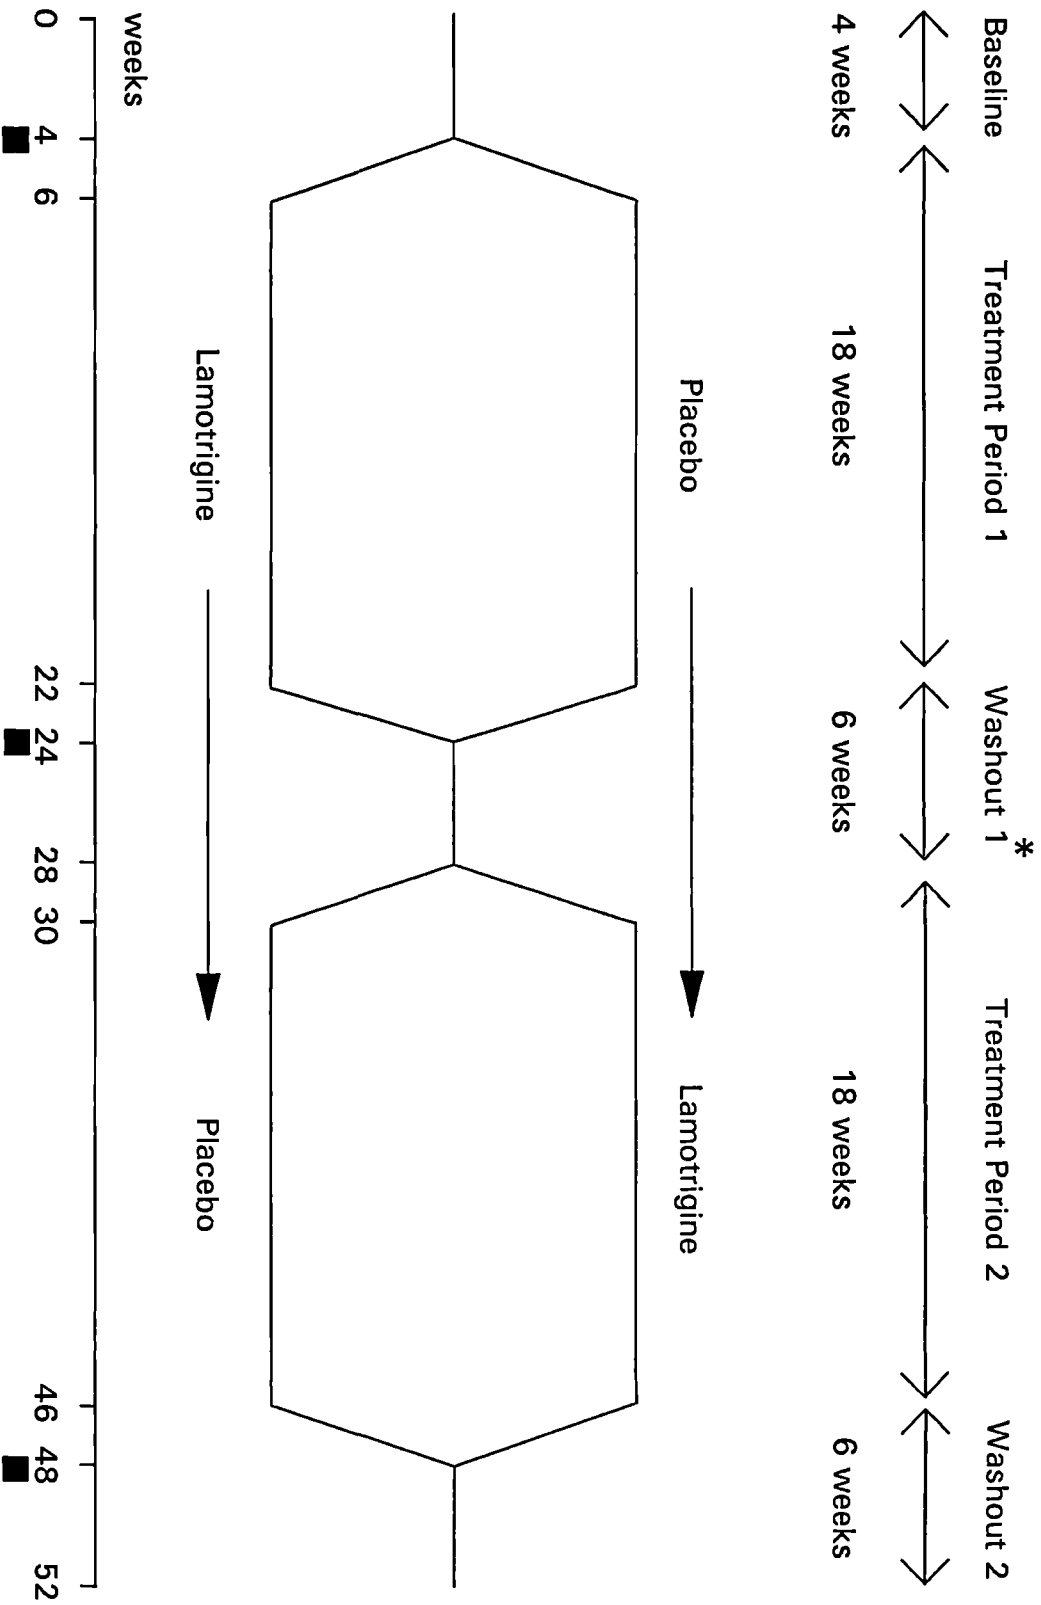 Baseline
Treatment Period 1
Washout 1*
Treatment Period 2
Washout 2
4 weeks
18 weeks
6 weeks
18 weeks
6 weeks
Placebo
Lamotrigine
Lamotrigine
Placebo
weeks
0 4 6 22 24 28 30 46 48 52